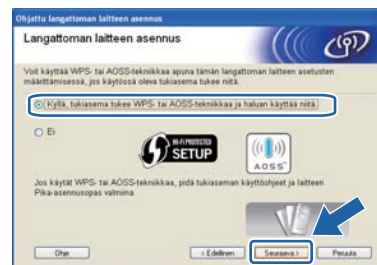 Ohjattu langattoman laitteen asennus
Langattoman laitteen asennus
Voit käyttää WPS- tai AOSS-tekniikkaa apuna tämän langattoman laitteen asetusten
määrittämisessä, jos käytössä oleva tukiasema tukee niitä.
Kyllä, tukiasema tukee WPS- tai AOSS-tekniikkaa ja haluan käyttää niitä.
Ei
Wi-Fi PROTECTED
SETUP
AOSS
Jos käytät WPS- tai AOSS-tekniikkaa, pidä tukiaseman käyttöohjeet ja laitteen
Pika-asennusopas valmiina.
Ohje
< Edellinen
Seuraava >
Peruuta